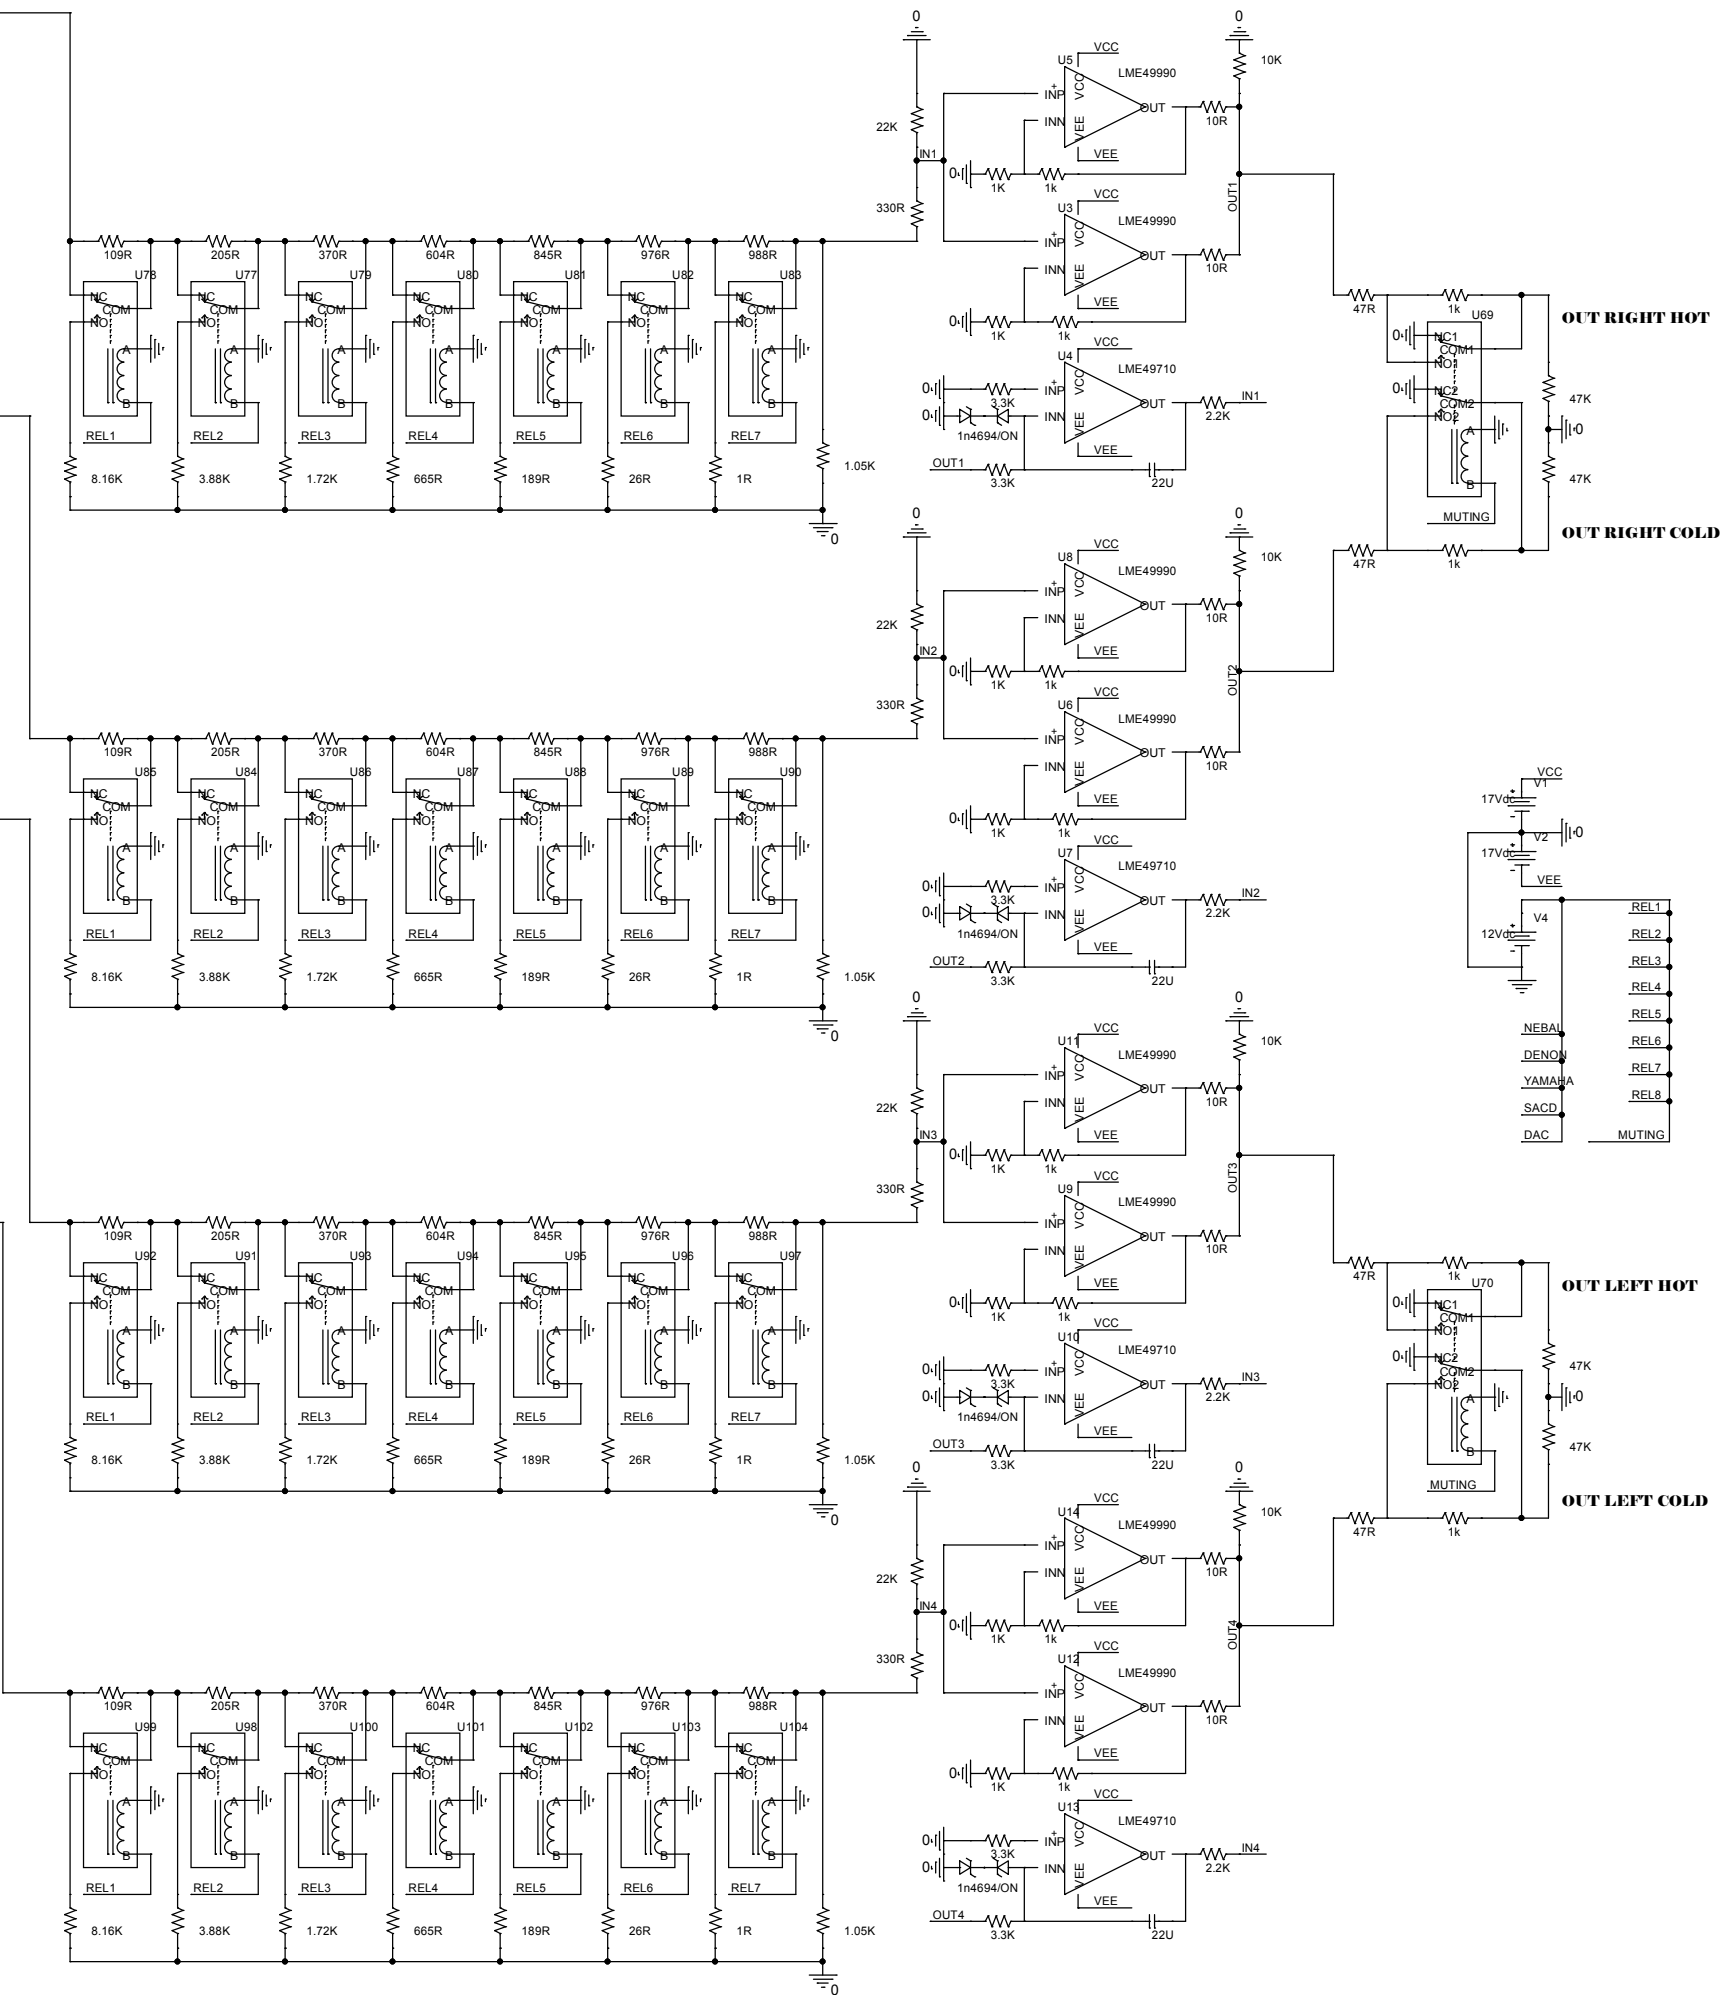 0
0
VCC
U5
LME49990
10K
INP
+
VCC
OUT
22K
INN
VEE
10R
IN1
VEE
0
1K
1k
VCC
OUT1
330R
U3
LME49990
INP
+
VCC
OUT
109R
205R
370R
604R
845R
976R
988R
INN
VEE
10R
U78
U77
U79
U80
U81
U82
U83
NC
COM
NO
A
B
NC
COM
NO
A
B
NC
COM
NO
A
B
NC
COM
NO
A
B
NC
COM
NO
A
B
NC
COM
NO
A
B
NC
COM
NO
A
B
VEE
0
1K
1k
47R
1k
U69
OUT RIGHT HOT
VCC
U4
LME49710
0
NC1
COM1
NO1
0
3.3K
INP
+
VCC
OUT
IN1
2.2K
0
NC2
COM2
NO2
47K
0
1n4694/ON
INN
VEE
A
0
REL1
REL2
REL3
REL4
REL5
REL6
REL7
VEE
OUT1
3.3K
22U
B
47K
8.16K
3.88K
1.72K
665R
189R
26R
1R
1.05K
MUTING
0
0
0
OUT RIGHT COLD
VCC
U8
LME49990
10K
47R
1k
INP
+
VCC
OUT
22K
INN
VEE
10R
IN2
VEE
0
1K
1k
OUT2
VCC
330R
U6
LME49990
INP
+
VCC
OUT
109R
205R
370R
604R
845R
976R
988R
INN
VEE
10R
U85
U84
U86
U87
U88
U89
U90
VCC
V1
17Vdc
+
-
NC
COM
NO
A
B
NC
COM
NO
A
B
NC
COM
NO
A
B
NC
COM
NO
A
B
NC
COM
NO
A
B
NC
COM
NO
A
B
NC
COM
NO
A
B
VEE
0
1K
1k
0
V2
17Vdc
+
-
VCC
U7
LME49710
VEE
0
3.3K
INP
+
VCC
OUT
IN2
2.2K
0
1n4694/ON
INN
VEE
REL1
V4
12Vdc
+
-
REL2
REL1
REL2
REL3
REL4
REL5
REL6
REL7
VEE
OUT2
3.3K
22U
REL3
8.16K
3.88K
1.72K
665R
189R
26R
1R
1.05K
REL4
0
0
0
REL5
VCC
U11
LME49990
10K
NEBAL
REL6
DENON
REL7
INP
+
VCC
OUT
YAMAHA
REL8
22K
INN
VEE
10R
SACD
IN3
VEE
DAC
MUTING
0
1K
1k
OUT3
VCC
330R
U9
LME49990
INP
+
VCC
OUT
109R
205R
370R
604R
845R
976R
988R
INN
VEE
10R
U92
U91
U93
U94
U95
U96
U97
NC
COM
NO
A
B
NC
COM
NO
A
B
NC
COM
NO
A
B
NC
COM
NO
A
B
NC
COM
NO
A
B
NC
COM
NO
A
B
NC
COM
NO
A
B
VEE
0
1K
1k
47R
1k
U70
OUT LEFT HOT
VCC
U10
LME49710
0
NC1
COM1
NO1
0
3.3K
INP
+
VCC
OUT
IN3
2.2K
0
NC2
COM2
NO2
47K
0
1n4694/ON
INN
VEE
A
0
REL1
REL2
REL3
REL4
REL5
REL6
REL7
VEE
OUT3
3.3K
22U
B
47K
8.16K
3.88K
1.72K
665R
189R
26R
1R
1.05K
MUTING
0
0
0
OUT LEFT COLD
VCC
U14
LME49990
10K
47R
1k
INP
+
VCC
OUT
22K
INN
VEE
10R
IN4
VEE
0
1K
1k
OUT4
VCC
330R
U12
LME49990
INP
+
VCC
OUT
109R
205R
370R
604R
845R
976R
988R
INN
VEE
10R
U99
U98
U100
U101
U102
U103
U104
NC
COM
NO
A
B
NC
COM
NO
A
B
NC
COM
NO
A
B
NC
COM
NO
A
B
NC
COM
NO
A
B
NC
COM
NO
A
B
NC
COM
NO
A
B
VEE
0
1K
1k
VCC
U13
LME49710
0
3.3K
INP
+
VCC
OUT
IN4
2.2K
0
1n4694/ON
INN
VEE
REL1
REL2
REL3
REL4
REL5
REL6
REL7
VEE
OUT4
3.3K
22U
8.16K
3.88K
1.72K
665R
189R
26R
1R
1.05K
0